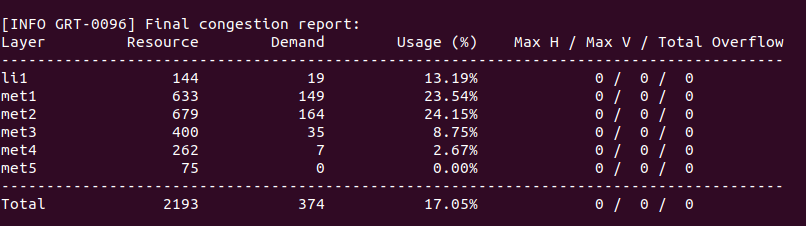 [INFO GRT-0096] Final congestion report:
Layer         Resource        Demand        Usage (%)    Max H / Max V / Total Overflow
---------------------------------------------------------------------------------------
li1                144            19           13.19%             0 /  0 /  0
met1               633           149           23.54%             0 /  0 /  0
met2               679           164           24.15%             0 /  0 /  0
met3               400            35            8.75%             0 /  0 /  0
met4               262             7            2.67%             0 /  0 /  0
met5                75             0            0.00%             0 /  0 /  0
---------------------------------------------------------------------------------------
Total             2193           374           17.05%             0 /  0 /  0